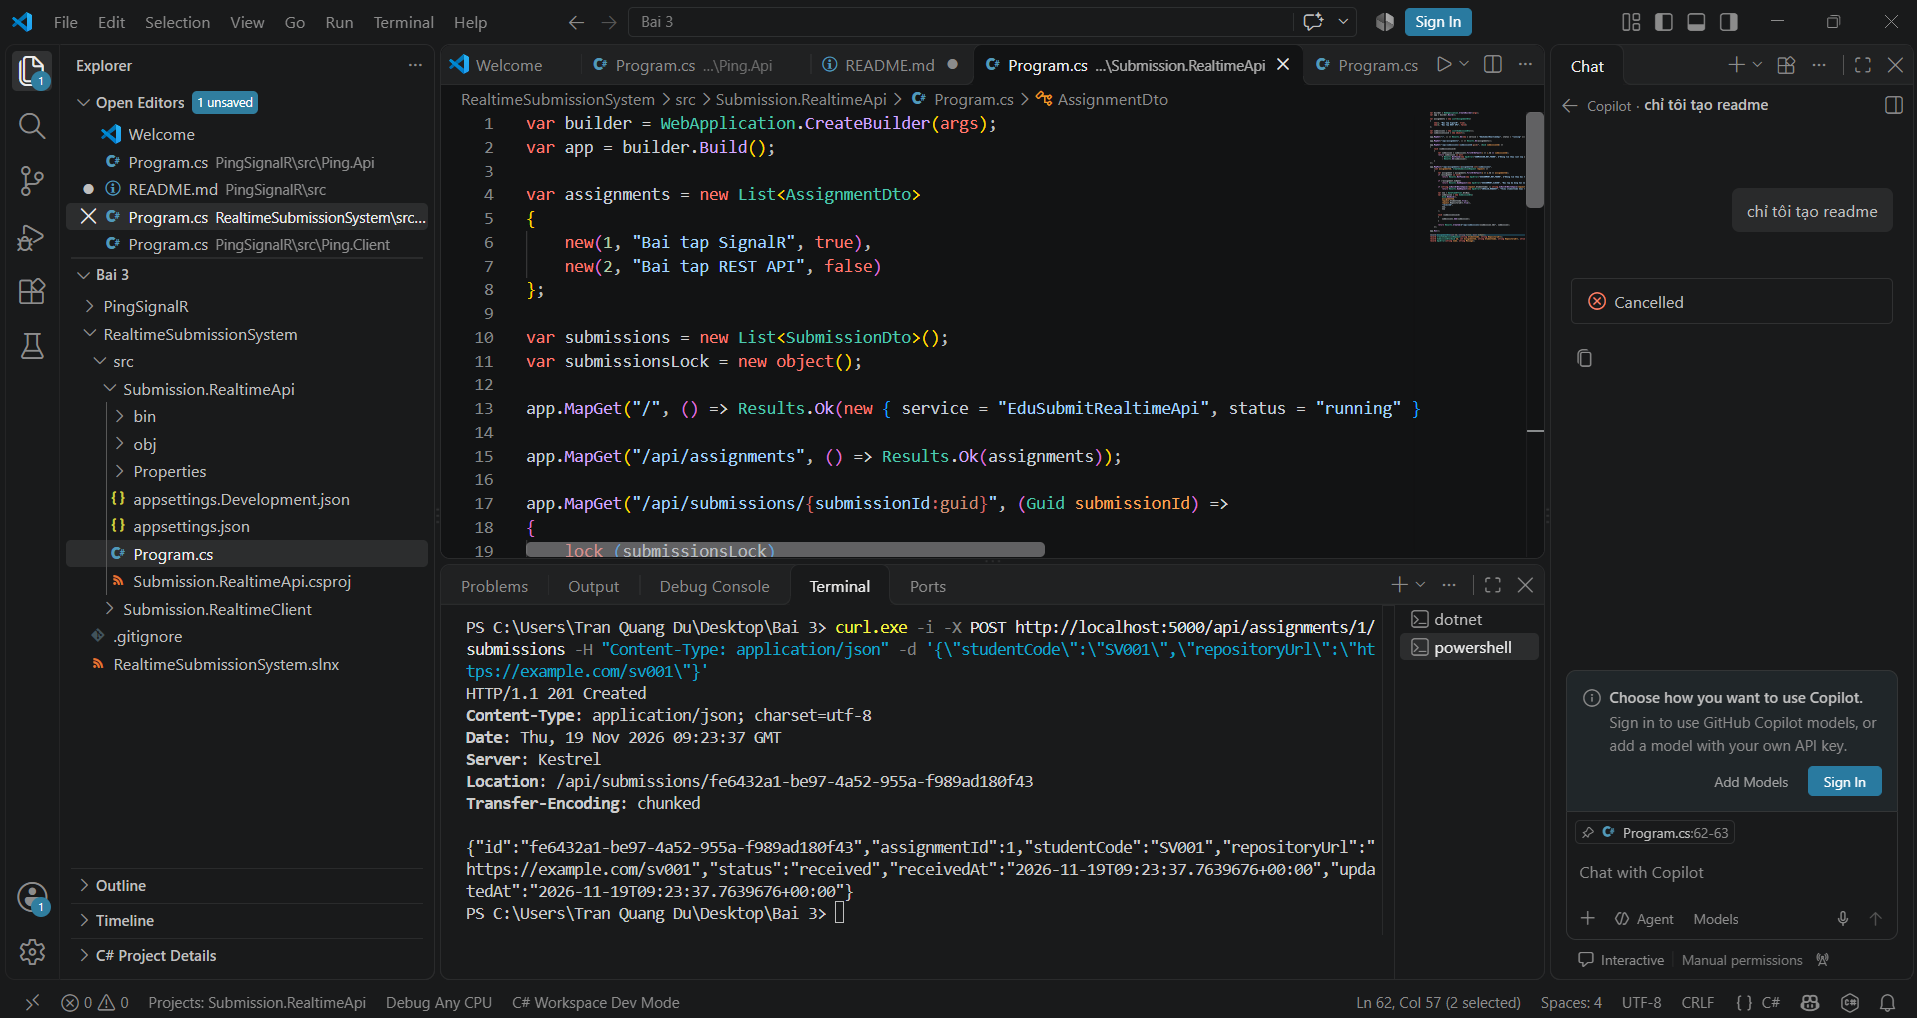 File Edit Selection View Go Run Terminal Help
Bai 3
Sign In
Explorer
Open Editors 1 unsaved
Welcome
Program.cs PingSignalR\src\Ping.Api
README.md PingSignalR\src
Program.cs RealtimeSubmissionSystem\src...
Program.cs PingSignalR\src\Ping.Client
Bai 3
PingSignalR
RealtimeSubmissionSystem
src
Submission.RealtimeApi
bin
obj
Properties
appsettings.Development.json
appsettings.json
Program.cs
Submission.RealtimeApi.csproj
Submission.RealtimeClient
.gitignore
RealtimeSubmissionSystem.slnx
Outline
Timeline
C# Project Details
Welcome Program.cs ...\Ping.Api README.md Program.cs ...\Submission.RealtimeApi Program.cs
RealtimeSubmissionSystem > src > Submission.RealtimeApi > Program.cs > AssignmentDto
1 var builder = WebApplication.CreateBuilder(args);
2 var app = builder.Build();
3
4 var assignments = new List<AssignmentDto>
5 {
6 new(1, "Bai tap SignalR", true),
7 new(2, "Bai tap REST API", false)
8 };
9
10 var submissions = new List<SubmissionDto>();
11 var submissionsLock = new object();
12
13 app.MapGet("/", () => Results.Ok(new { service = "EduSubmitRealtimeApi", status = "running" }
14
15 app.MapGet("/api/assignments", () => Results.Ok(assignments));
16
17 app.MapGet("/api/submissions/{submissionId:guid}", (Guid submissionId) =>
18 {
19 lock (submissionsLock)
Problems Output Debug Console Terminal Ports
PS C:\Users\Tran Quang Du\Desktop\Bai 3> curl.exe -i -X POST http://localhost:5000/api/assignments/1/
submissions -H "Content-Type: application/json" -d '{\"studentCode\":\"SV001\",\"repositoryUrl\":\"ht
tps://example.com/sv001\"}'
HTTP/1.1 201 Created
Content-Type: application/json; charset=utf-8
Date: Thu, 19 Nov 2026 09:23:37 GMT
Server: Kestrel
Location: /api/submissions/fe6432a1-be97-4a52-955a-f989ad180f43
Transfer-Encoding: chunked
{"id":"fe6432a1-be97-4a52-955a-f989ad180f43","assignmentId":1,"studentCode":"SV001","repositoryUrl":"
https://example.com/sv001","status":"received","receivedAt":"2026-11-19T09:23:37.7639676+00:00","upda
tedAt":"2026-11-19T09:23:37.7639676+00:00"}
PS C:\Users\Tran Quang Du\Desktop\Bai 3>
dotnet
powershell
Chat
Copilot · chỉ tôi tạo readme
chỉ tôi tạo readme
Cancelled
Choose how you want to use Copilot.
Sign in to use GitHub Copilot models, or
add a model with your own API key.
Add Models Sign In
Program.cs:62-63
Chat with Copilot
Agent Models
Interactive Manual permissions
0 0 Projects: Submission.RealtimeApi Debug Any CPU C# Workspace Dev Mode
Ln 62, Col 57 (2 selected) Spaces: 4 UTF-8 CRLF { } C#